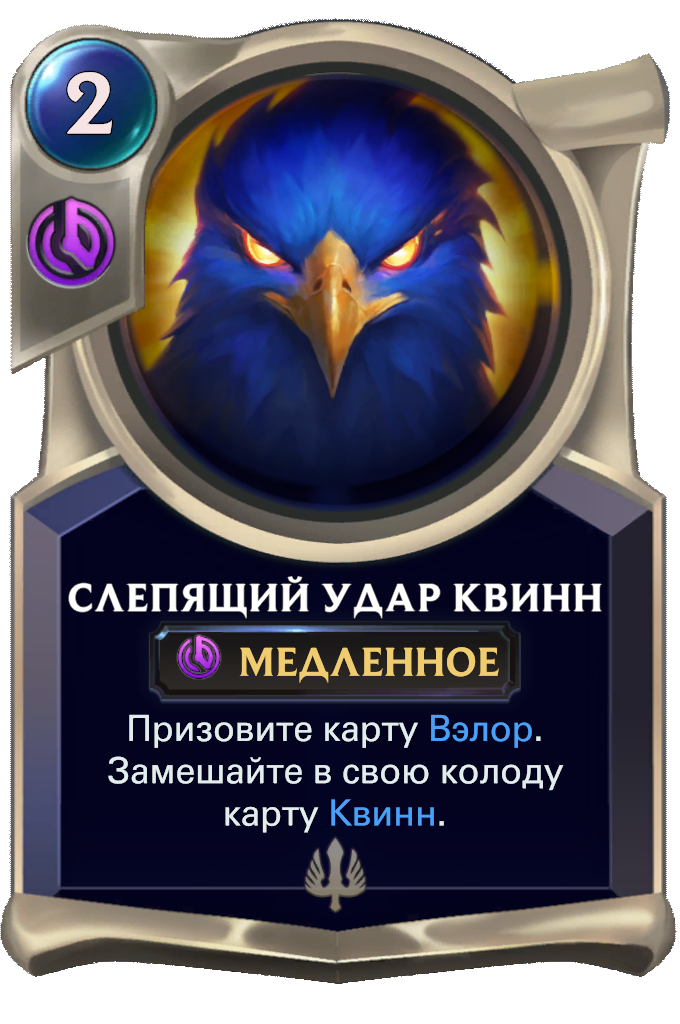 2
СЛЕПЯЩИЙ УДАР КВИНН
МЕДЛЕННОЕ
Призовите карту Вэлор.
Замешайте в свою колоду
карту Квинн.